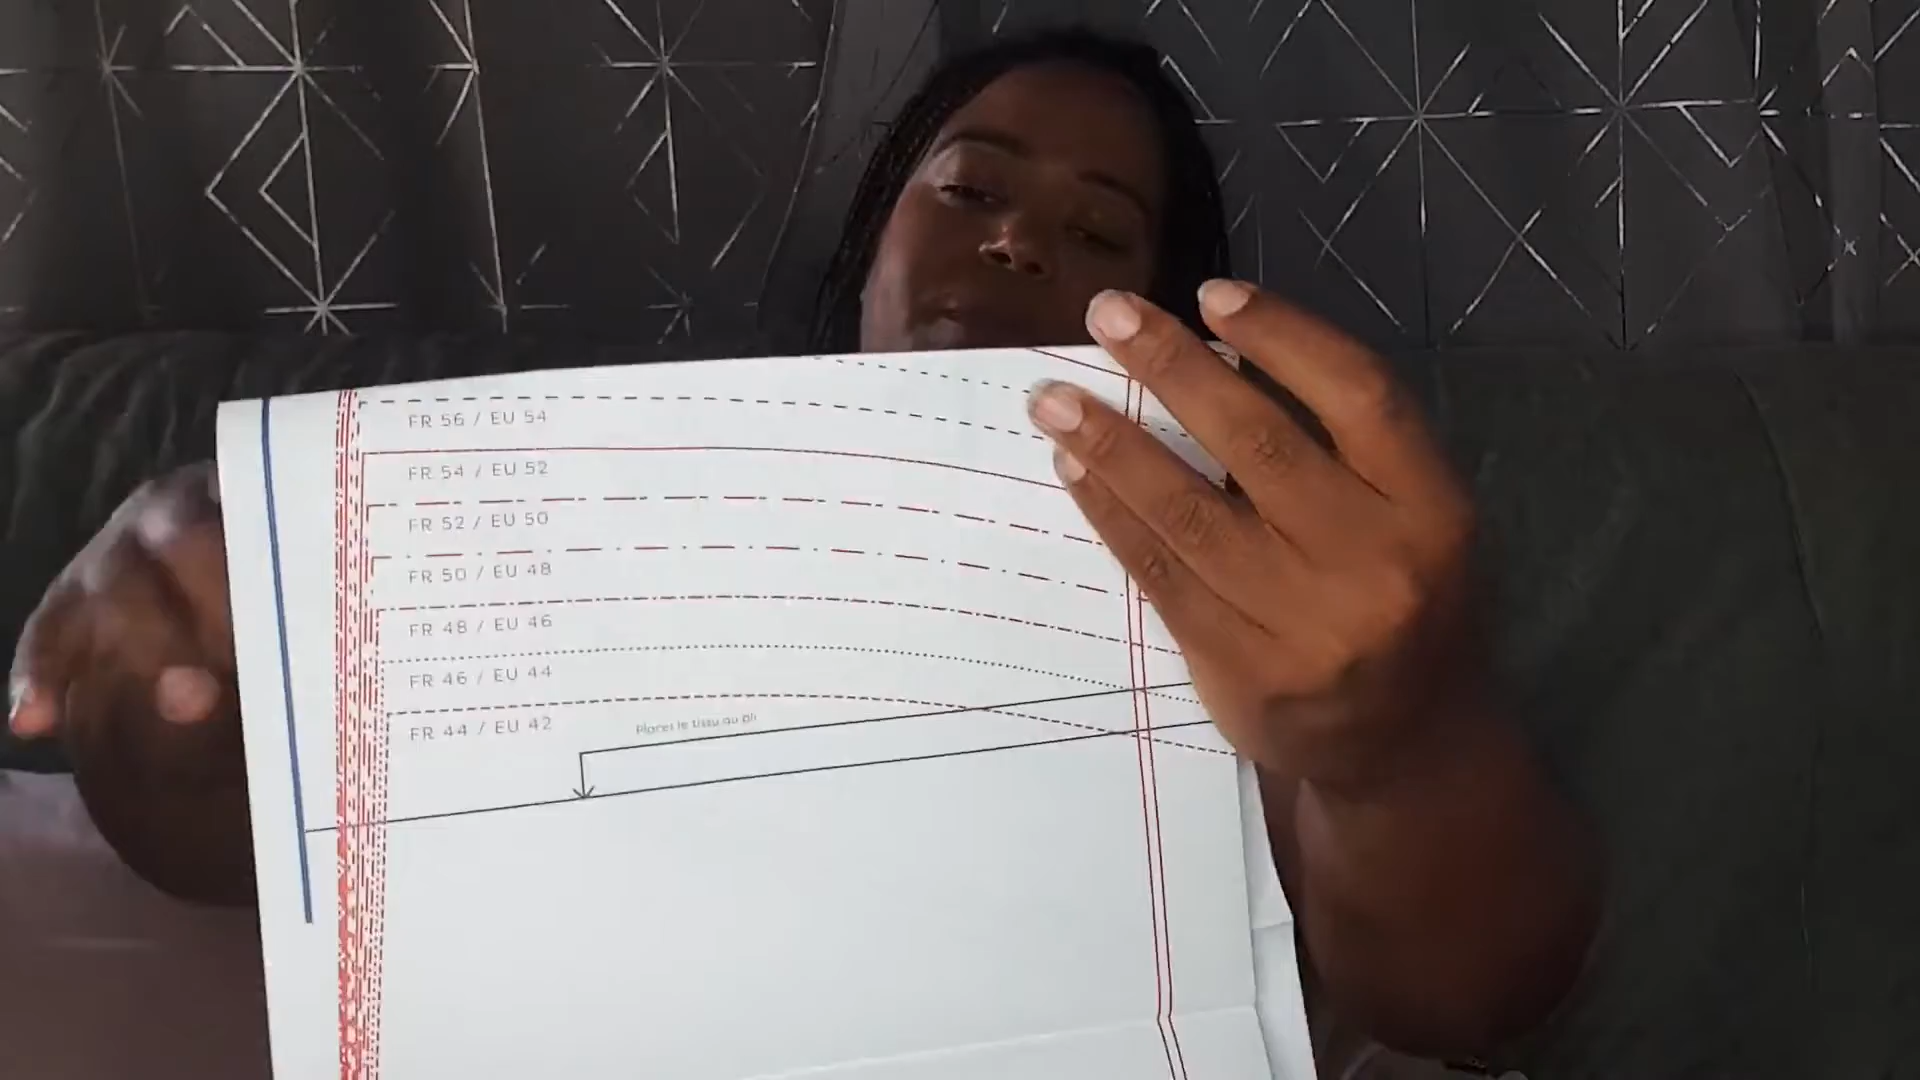 FR 56 / EU 54
FR 54 / EU 52
FR 52 / EU 50
FR 50 / EU 48
FR 48 / EU 46
FR 46 / EU 44
FR 44 / EU 42
Placer le tissu au pli